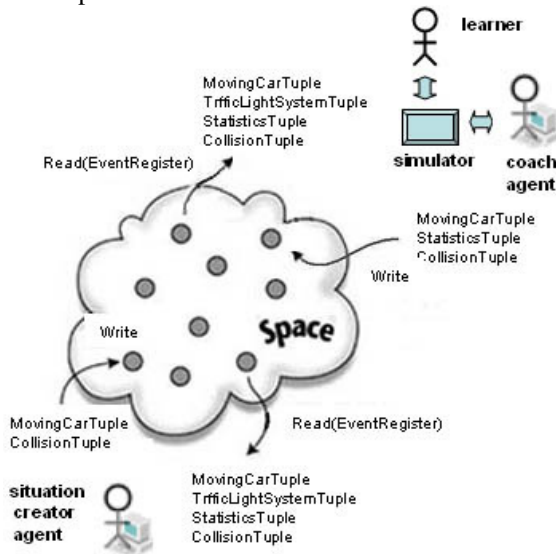 learner
MovingCarTuple
TrfficLightSystemTuple
StatisticsTuple
CollisionTuple
Read(EventRegister)
simulator
coach
agent
MovingCarTuple
StatisticsTuple
CollisionTuple
Write
Write
Space
MovingCarTuple
CollisionTuple
Read(EventRegister)
situation
creator
agent
MovingCarTuple
TrfficLightSystemTuple
StatisticsTuple
CollisionTuple